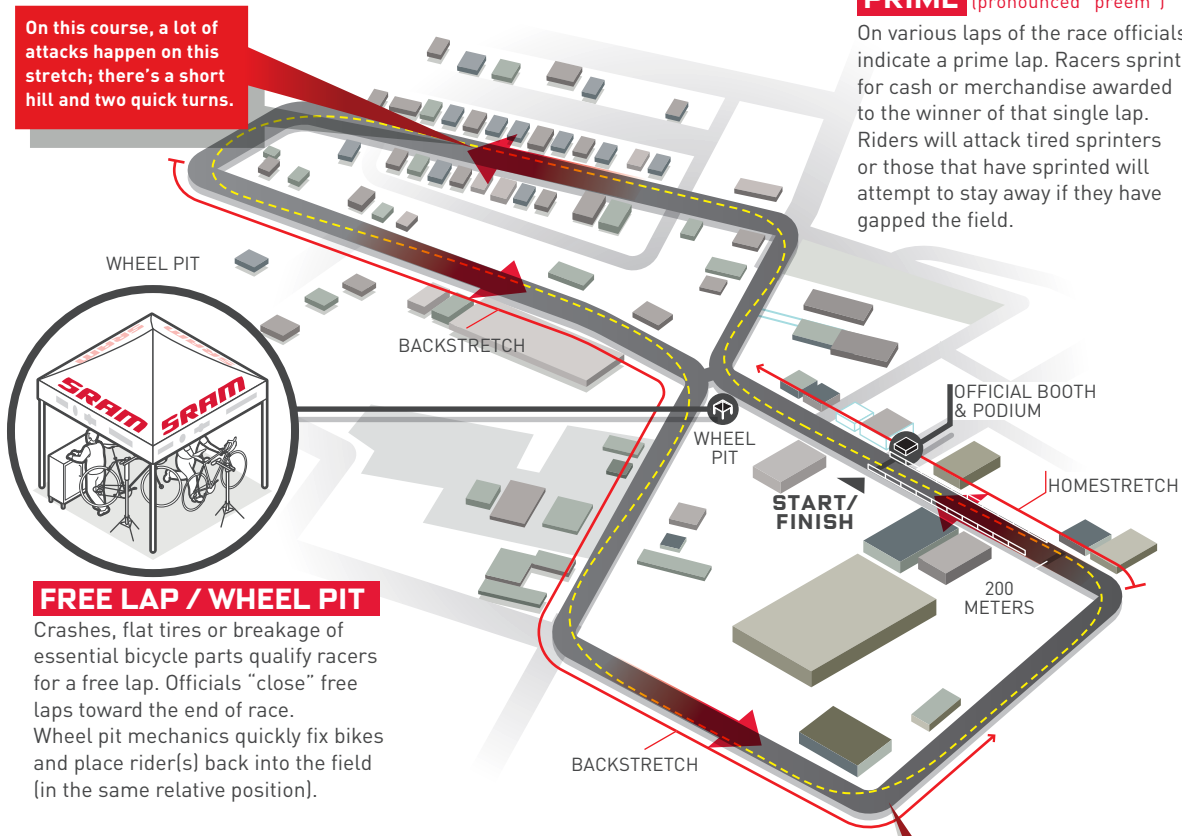 On this course, a lot of
attacks happen on this
stretch; there's a short
hill and two quick turns.
PRIME (pronounced "preem")
On various laps of the race officials
indicate a prime lap. Racers sprint
for cash or merchandise awarded
to the winner of that single lap.
Riders will attack tired sprinters
or those that have sprinted will
attempt to stay away if they have
gapped the field.
WHEEL PIT
SRAM
SRAM
SRAM
BACKSTRETCH
WHEEL
PIT
OFFICIAL BOOTH
& PODIUM
START/
FINISH
HOMESTRETCH
200
METERS
FREE LAP / WHEEL PIT
Crashes, flat tires or breakage of
essential bicycle parts qualify racers
for a free lap. Officials “close” free
laps toward the end of race.
Wheel pit mechanics quickly fix bikes
and place rider(s) back into the field
(in the same relative position).
BACKSTRETCH